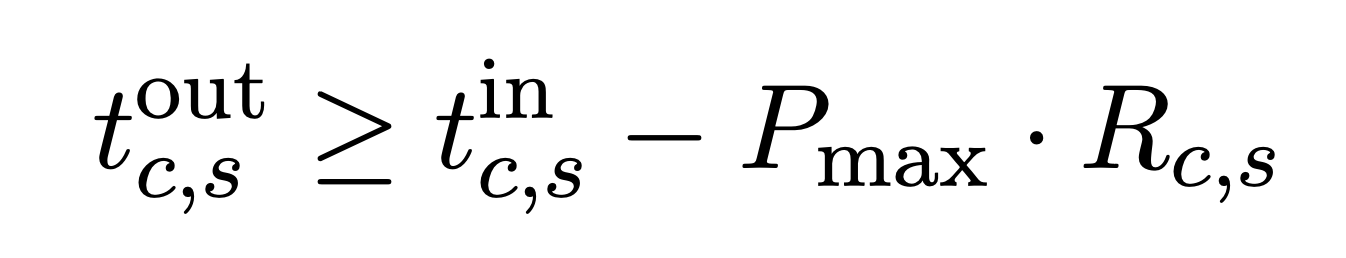 $t_{c,s}^{\text{out}} \geq t_{c,s}^{\text{in}} - P_{\max} \cdot R_{c,s}$